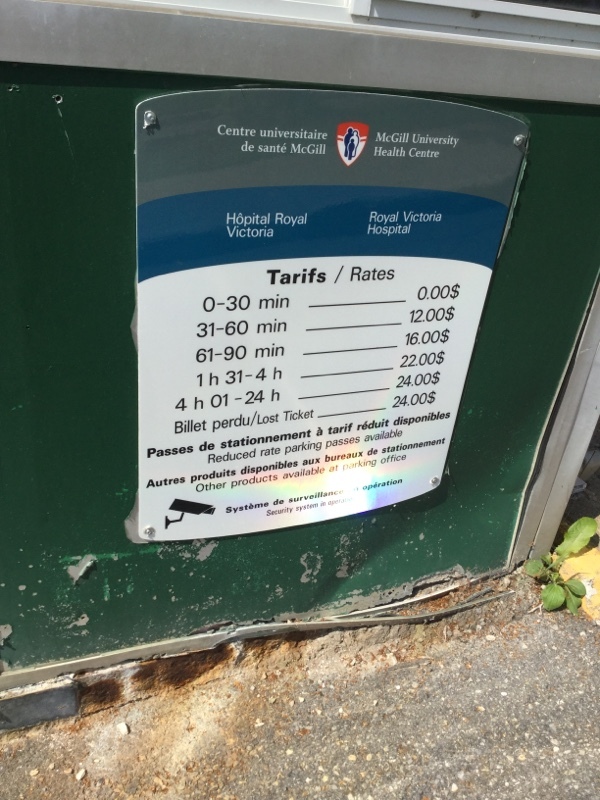 Centre universitaire
de santé McGill
McGill University
Health Centre
Hôpital Royal
Victoria
Royal Victoria
Hospital
Tarifs / Rates
0-30 min 0.00$
31-60 min 12.00$
61-90 min 16.00$
1 h 31-4 h 22.00$
4 h 01-24 h 24.00$
Billet perdu/Lost Ticket 24.00$
Passes de stationnement à tarif réduit disponibles
Reduced rate parking passes available
Autres produits disponibles aux bureaux de stationnement
Other products available at parking office
Système de surveillance opération
Security system in